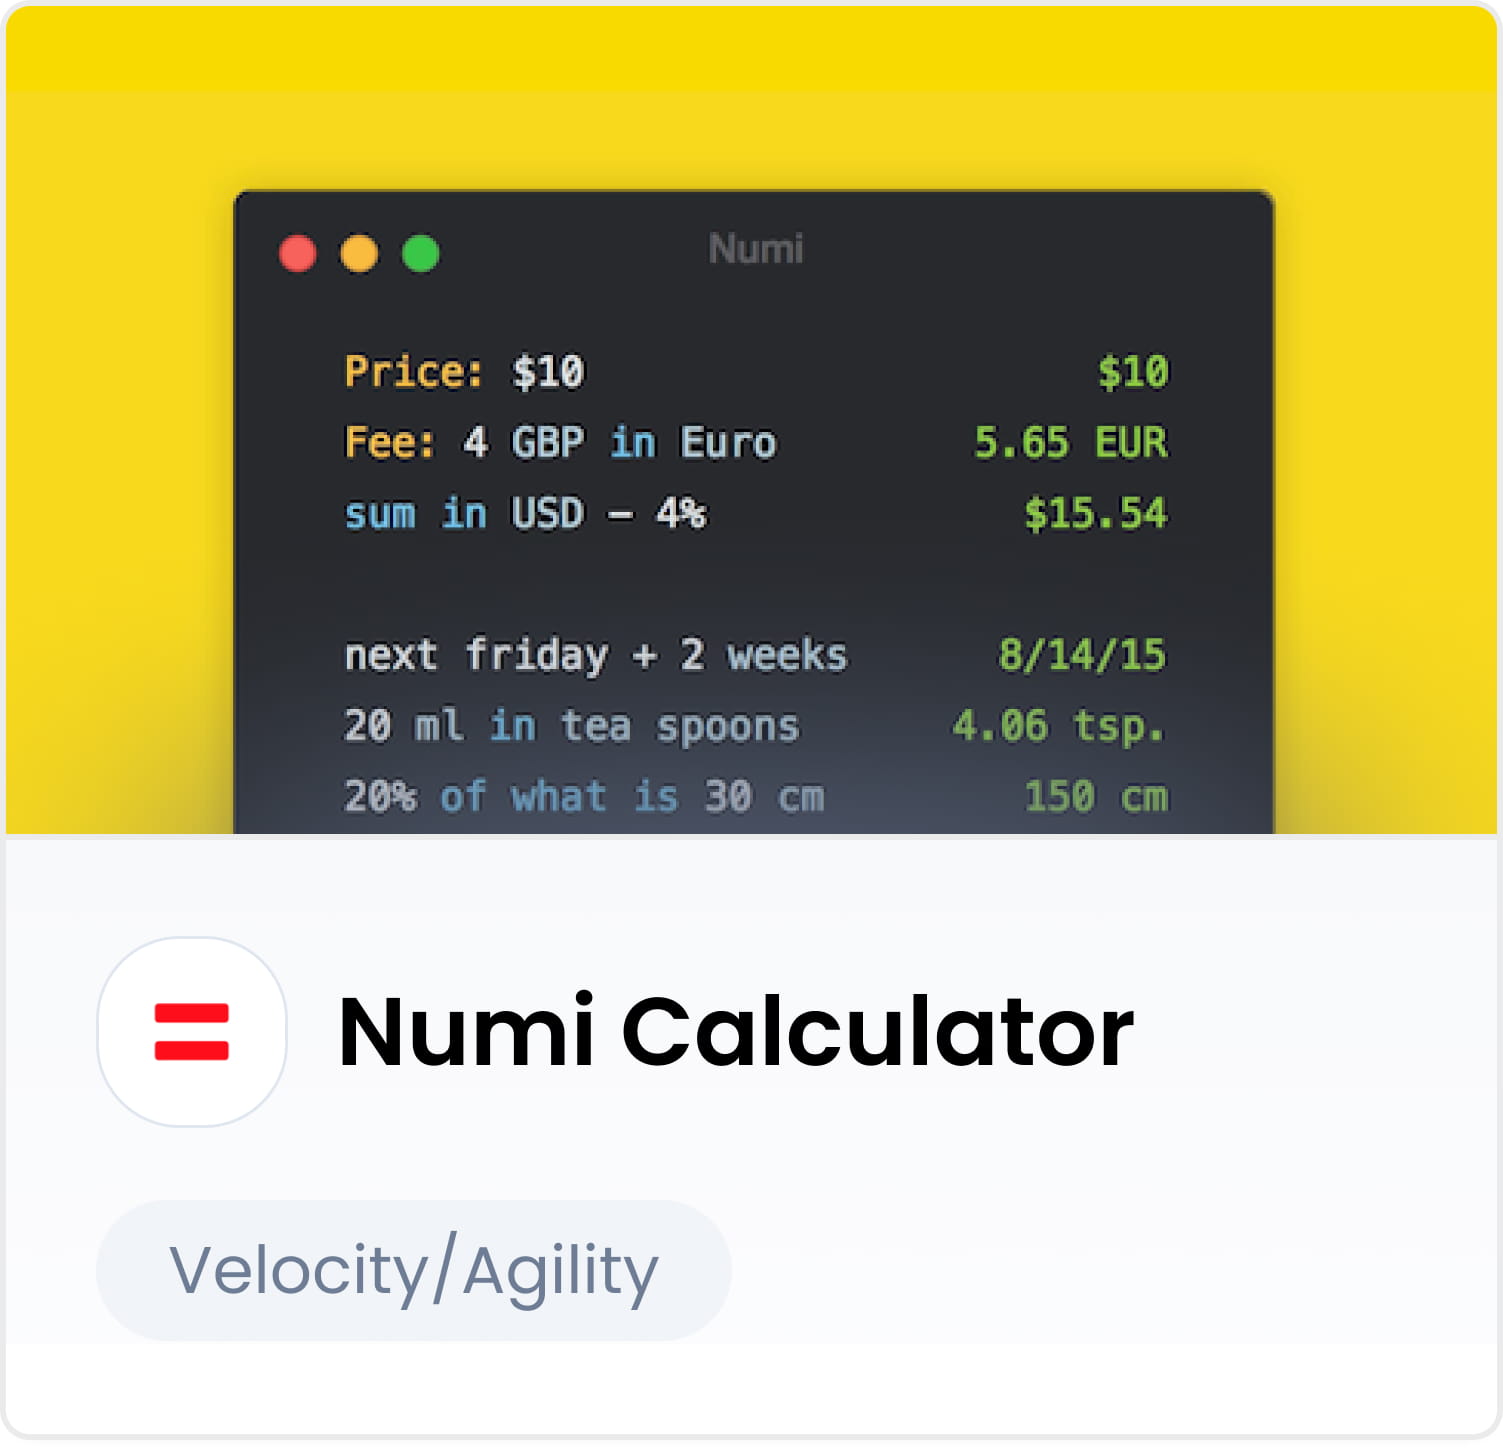 Numi
Price: $10 $10
Fee: 4 GBP in Euro 5.65 EUR
sum in USD – 4% $15.54
next friday + 2 weeks 8/14/15
20 ml in tea spoons 4.06 tsp.
20% of what is 30 cm 150 cm
Numi Calculator
Velocity/Agility